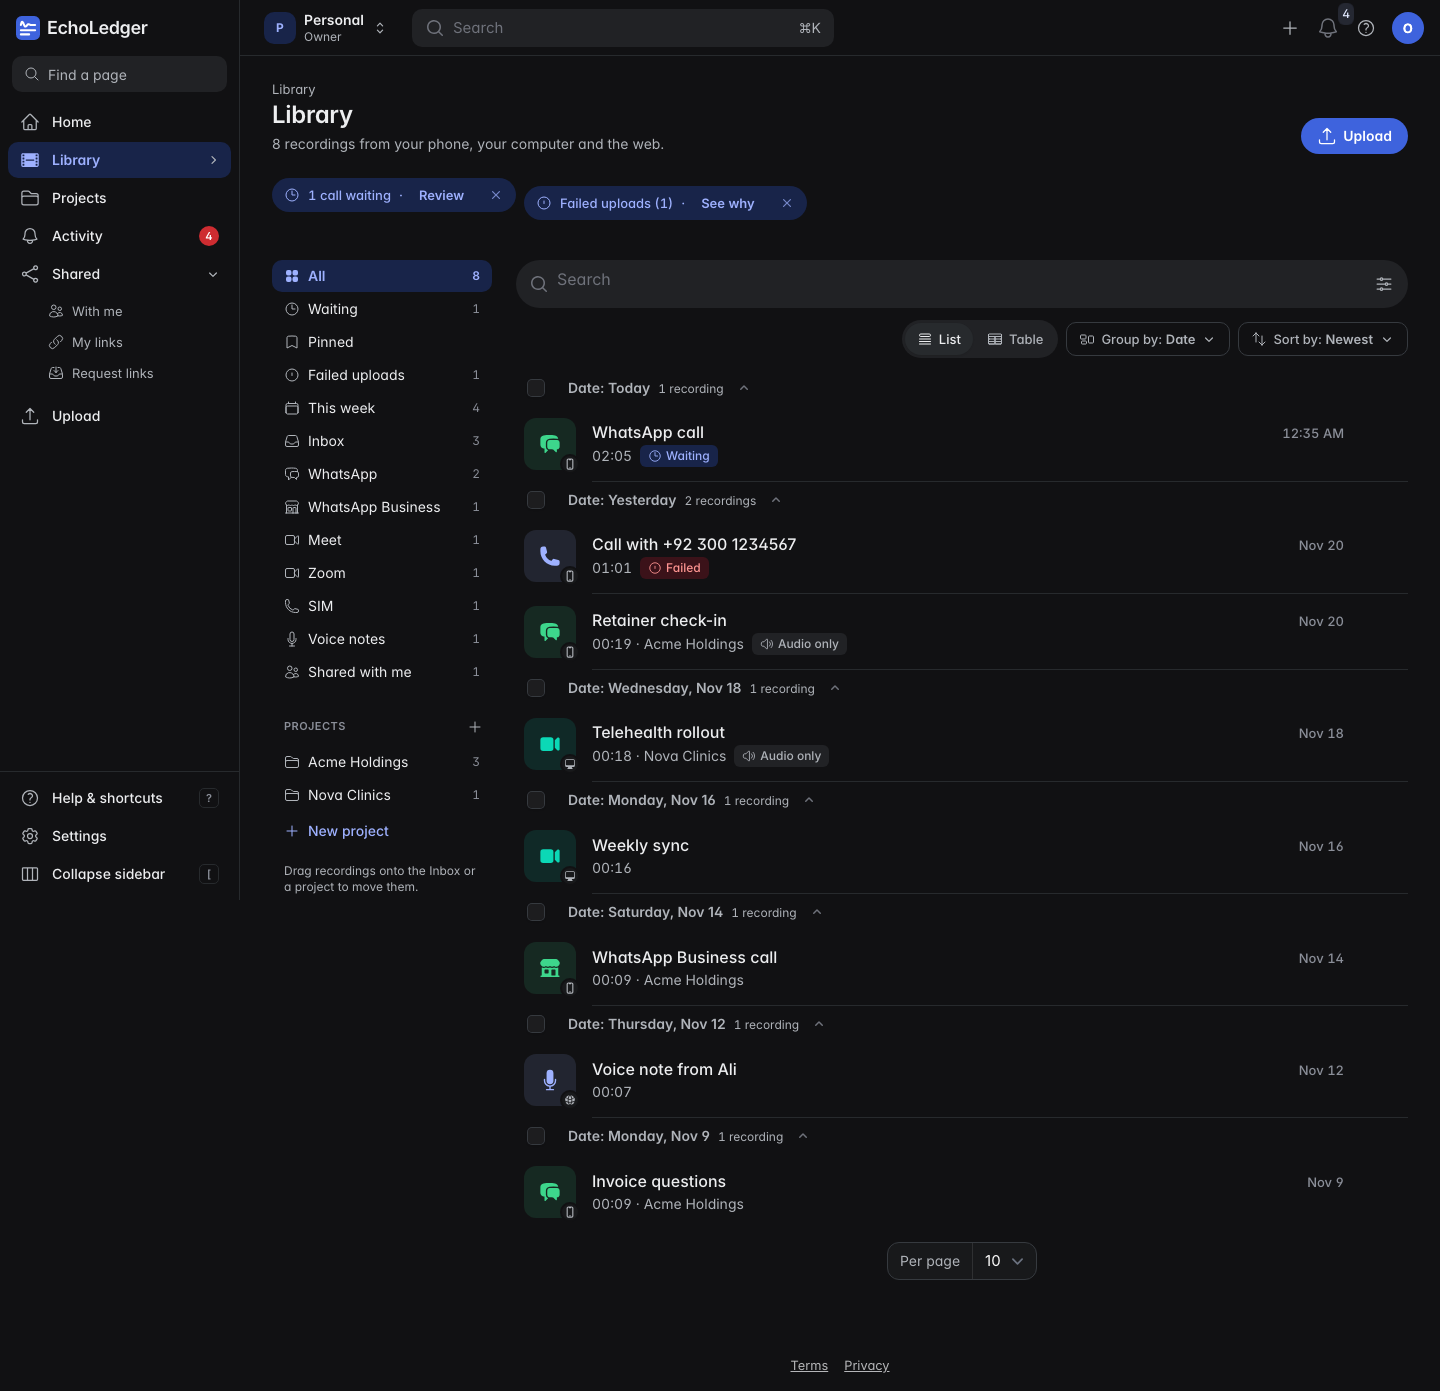 EchoLedger
Find a page
Home
Library
Projects
Activity 4
Shared
With me
My links
Request links
Upload
Help & shortcuts ?
Settings
Collapse sidebar [
P Personal
Owner
Search ⌘K
4
O
Library
Library
8 recordings from your phone, your computer and the web.
Upload
1 call waiting · Review
Failed uploads (1) · See why
All 8
Waiting 1
Pinned
Failed uploads 1
This week 4
Inbox 3
WhatsApp 2
WhatsApp Business 1
Meet 1
Zoom 1
SIM 1
Voice notes 1
Shared with me 1
PROJECTS
Acme Holdings 3
Nova Clinics 1
New project
Drag recordings onto the Inbox or
a project to move them.
Search
List Table Group by: Date Sort by: Newest
Date: Today 1 recording
WhatsApp call 12:35 AM
02:05 Waiting
Date: Yesterday 2 recordings
Call with +92 300 1234567 Nov 20
01:01 Failed
Retainer check-in Nov 20
00:19 · Acme Holdings Audio only
Date: Wednesday, Nov 18 1 recording
Telehealth rollout Nov 18
00:18 · Nova Clinics Audio only
Date: Monday, Nov 16 1 recording
Weekly sync Nov 16
00:16
Date: Saturday, Nov 14 1 recording
WhatsApp Business call Nov 14
00:09 · Acme Holdings
Date: Thursday, Nov 12 1 recording
Voice note from Ali Nov 12
00:07
Date: Monday, Nov 9 1 recording
Invoice questions Nov 9
00:09 · Acme Holdings
Per page 10
Terms Privacy